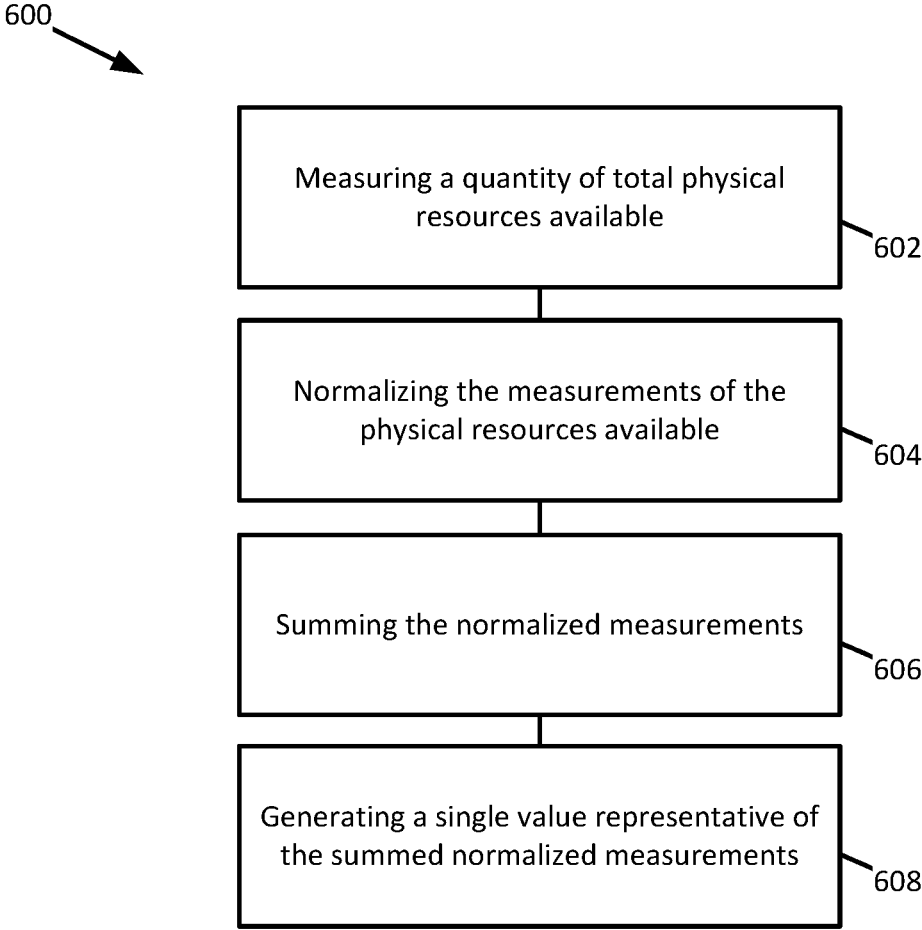 600
Measuring a quantity of total physical
resources available
602
Normalizing the measurements of the
physical resources available
604
Summing the normalized measurements
606
Generating a single value representative of
the summed normalized measurements
608